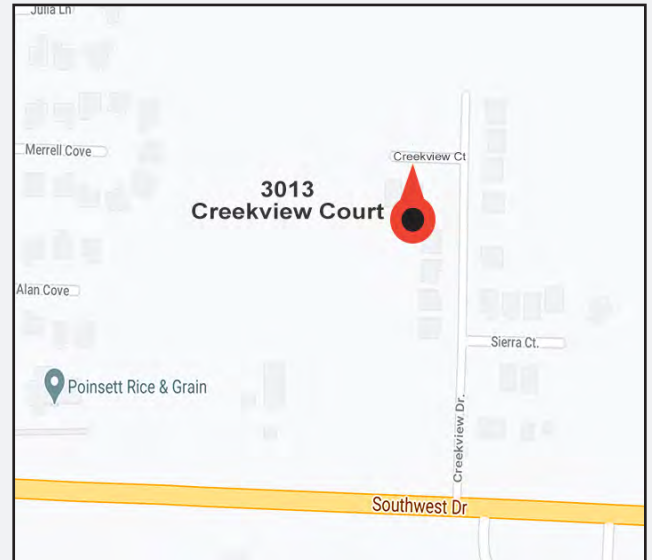 Julia Ln
Merrell Cove
Creekview Ct
3013
Creekview Court
Alan Cove
Sierra Ct.
Poinsett Rice & Grain
Creekview Dr.
Southwest Dr